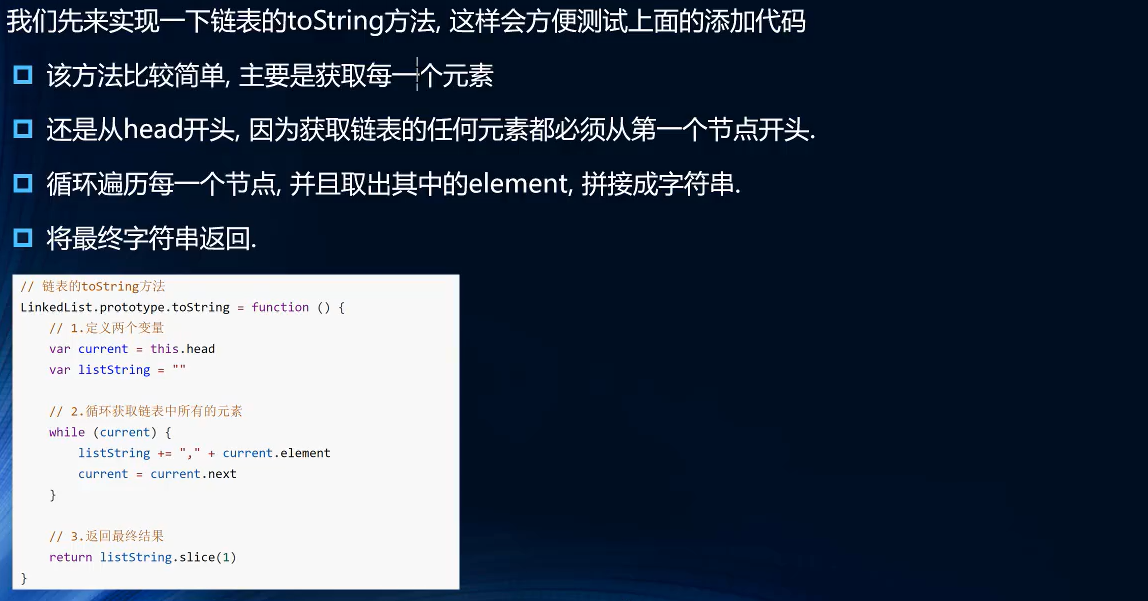 我们先来实现一下链表的toString方法, 这样会方便测试上面的添加代码
该方法比较简单, 主要是获取每一个元素
还是从head开头, 因为获取链表的任何元素都必须从第一个节点开头.
循环遍历每一个节点, 并且取出其中的element, 拼接成字符串.
将最终字符串返回.
// 链表的toString方法
LinkedList.prototype.toString = function () {
    // 1.定义两个变量
    var current = this.head
    var listString = ""
    // 2.循环获取链表中所有的元素
    while (current) {
        listString += "," + current.element
        current = current.next
    }
    // 3.返回最终结果
    return listString.slice(1)
}